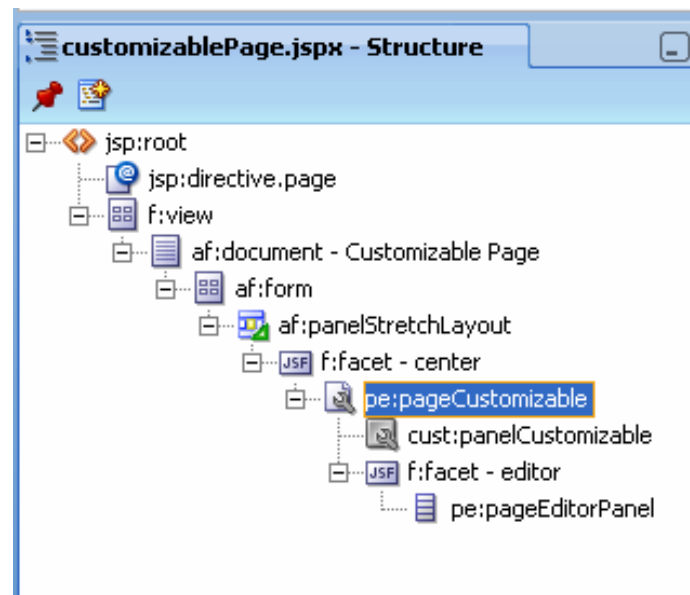 customizablePage.jspx - Structure
jsp:root
jsp:directive.page
f:view
af:document - Customizable Page
af:form
af:panelStretchLayout
JSF f:facet - center
pe:pageCustomizable
cust:panelCustomizable
JSF f:facet - editor
pe:pageEditorPanel